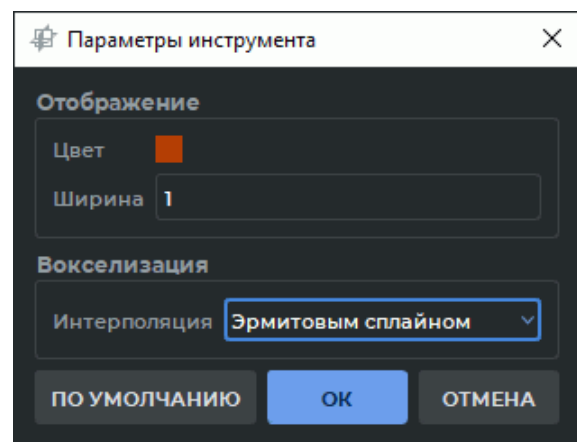 Параметры инструмента
Отображение
Цвет
Ширина 1
Вокселизация
Интерполяция Эрмитовым сплайном
ПО УМОЛЧАНИЮ ОК ОТМЕНА